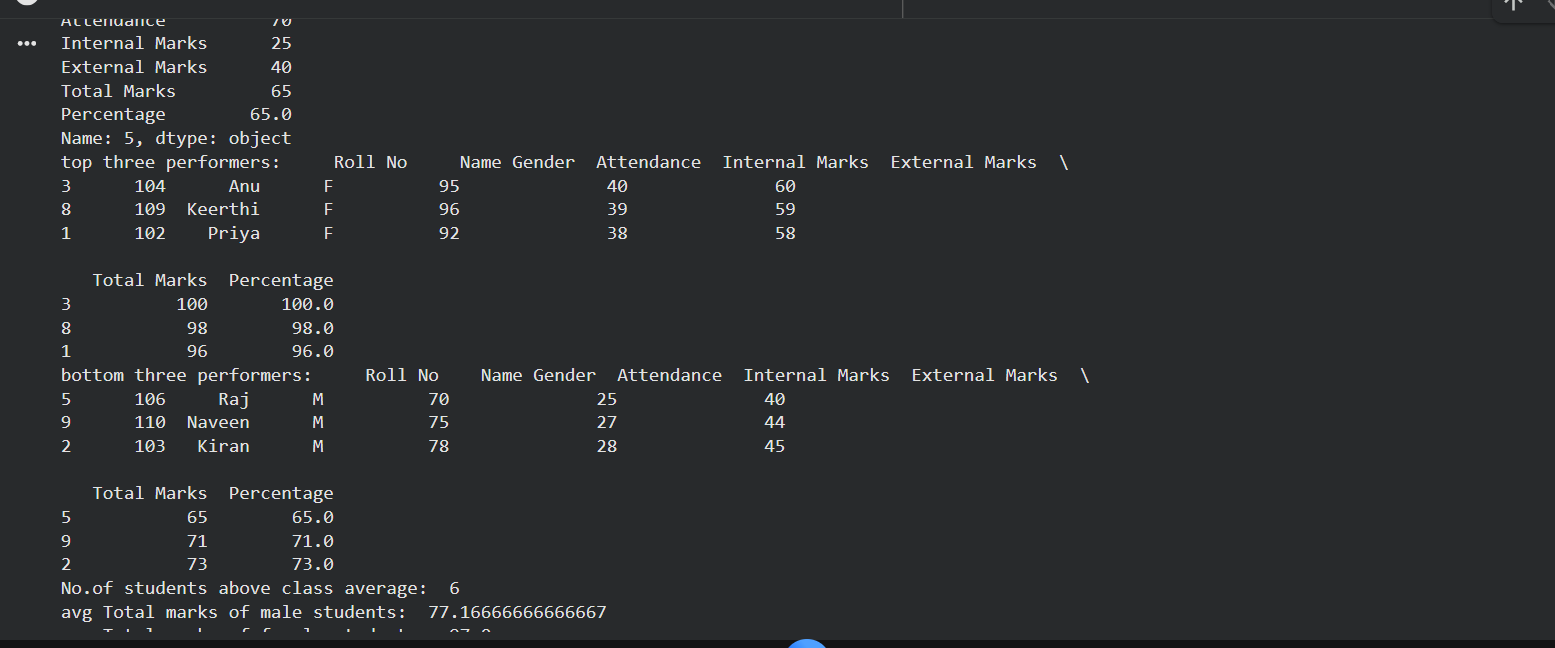 Attendance 70
Internal Marks 25
External Marks 40
Total Marks 65
Percentage 65.0
Name: 5, dtype: object
top three performers: Roll No Name Gender Attendance Internal Marks External Marks \
3 104 Anu F 95 40 60
8 109 Keerthi F 96 39 59
1 102 Priya F 92 38 58
Total Marks Percentage
3 100 100.0
8 98 98.0
1 96 96.0
bottom three performers: Roll No Name Gender Attendance Internal Marks External Marks \
5 106 Raj M 70 25 40
9 110 Naveen M 75 27 44
2 103 Kiran M 78 28 45
Total Marks Percentage
5 65 65.0
9 71 71.0
2 73 73.0
No.of students above class average: 6
avg Total marks of male students: 77.16666666666667